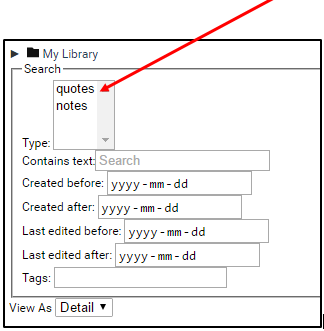 My Library
Search
quotes
notes
Type:
Contains text: Search
Created before: yyyy-mm-dd
Created after: yyyy-mm-dd
Last edited before: yyyy-mm-dd
Last edited after: yyyy-mm-dd
Tags:
View As Detail